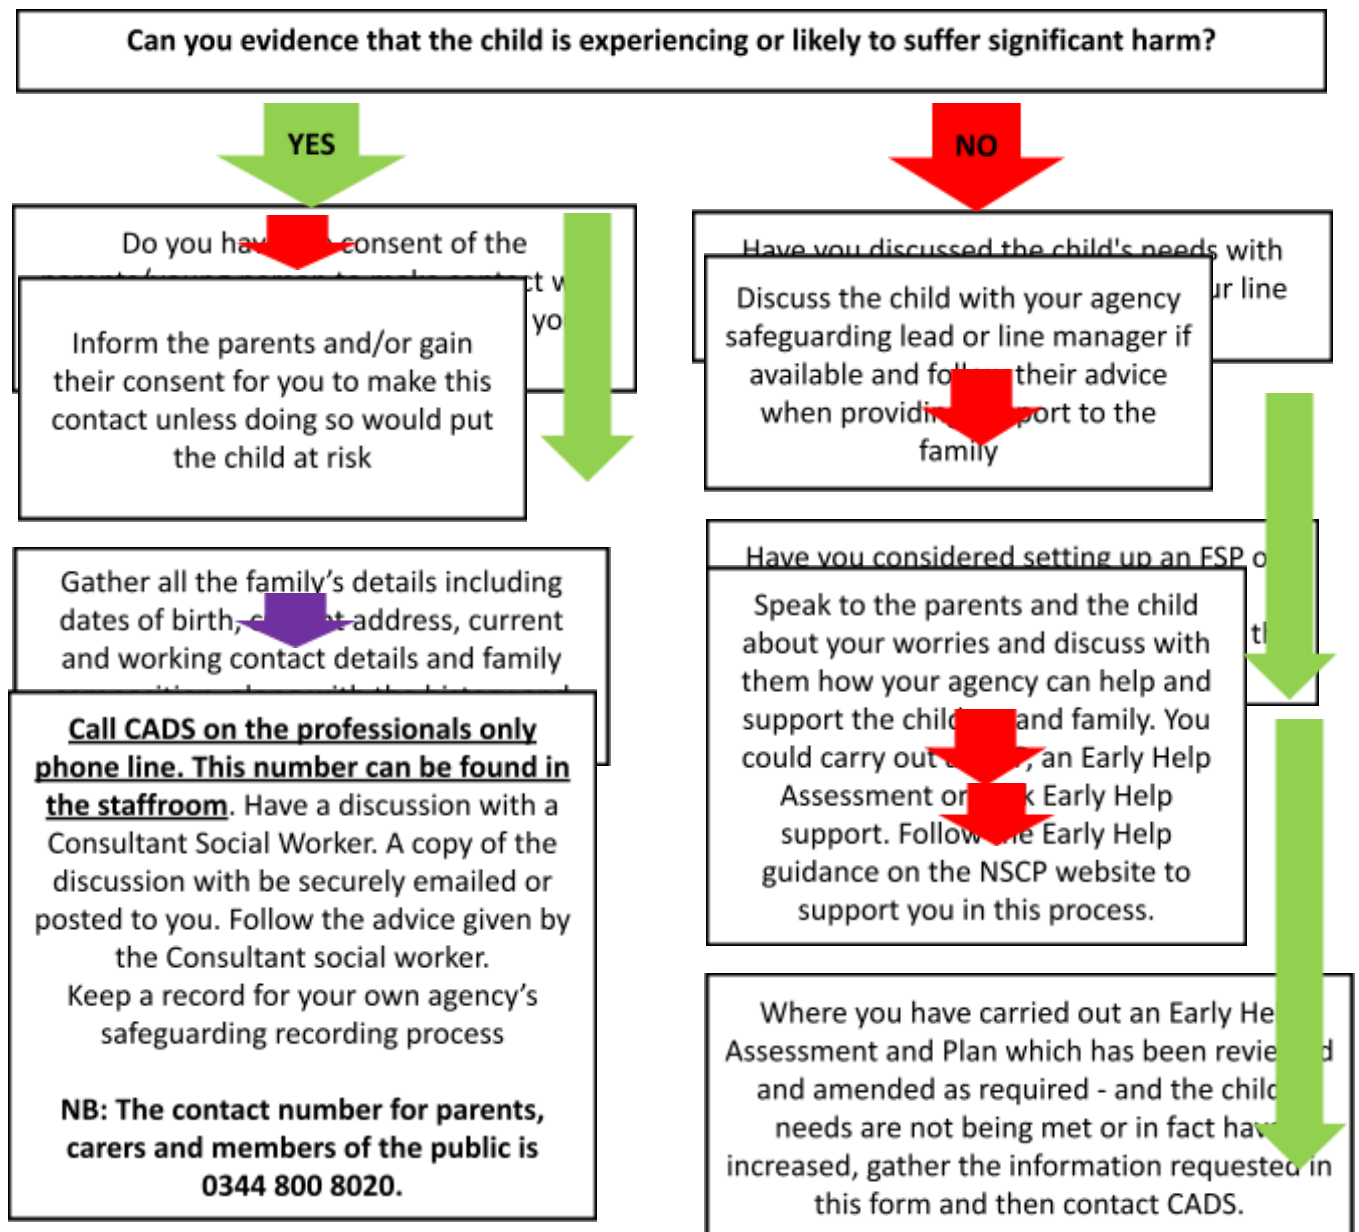 Can you evidence that the child is experiencing or likely to suffer significant harm?
YES
NO
Do you consent of the
Inform the parents and/or gain
their consent for you to make this
contact unless doing so would put
the child at risk
Gather all the family's details including
dates of birth, address, current
and working contact details and family
Call CADS on the professionals only
phone line. This number can be found in
the staffroom. Have a discussion with a
Consultant Social Worker. A copy of the
discussion with be securely emailed or
posted to you. Follow the advice given by
the Consultant social worker.
Keep a record for your own agency's
safeguarding recording process
NB: The contact number for parents,
carers and members of the public is
0344 800 8020.
Have you discussed the child's needs with
line
Discuss the child with your agency
safeguarding lead or line manager if
available and their advice
when to the
family
Have you considered setting up an FSP
Speak to the parents and the child
about your worries and discuss with
them how your agency can help and
support the and family. You
could carry out an Early Help
Assessment Early Help
support. Follow Early Help
guidance on the NSCP website to
support you in this process.
Where you have carried out an Early
Assessment and Plan which has been
and amended as required - and the
needs are not being met or in fact
increased, gather the information requested in
this form and then contact CADS.